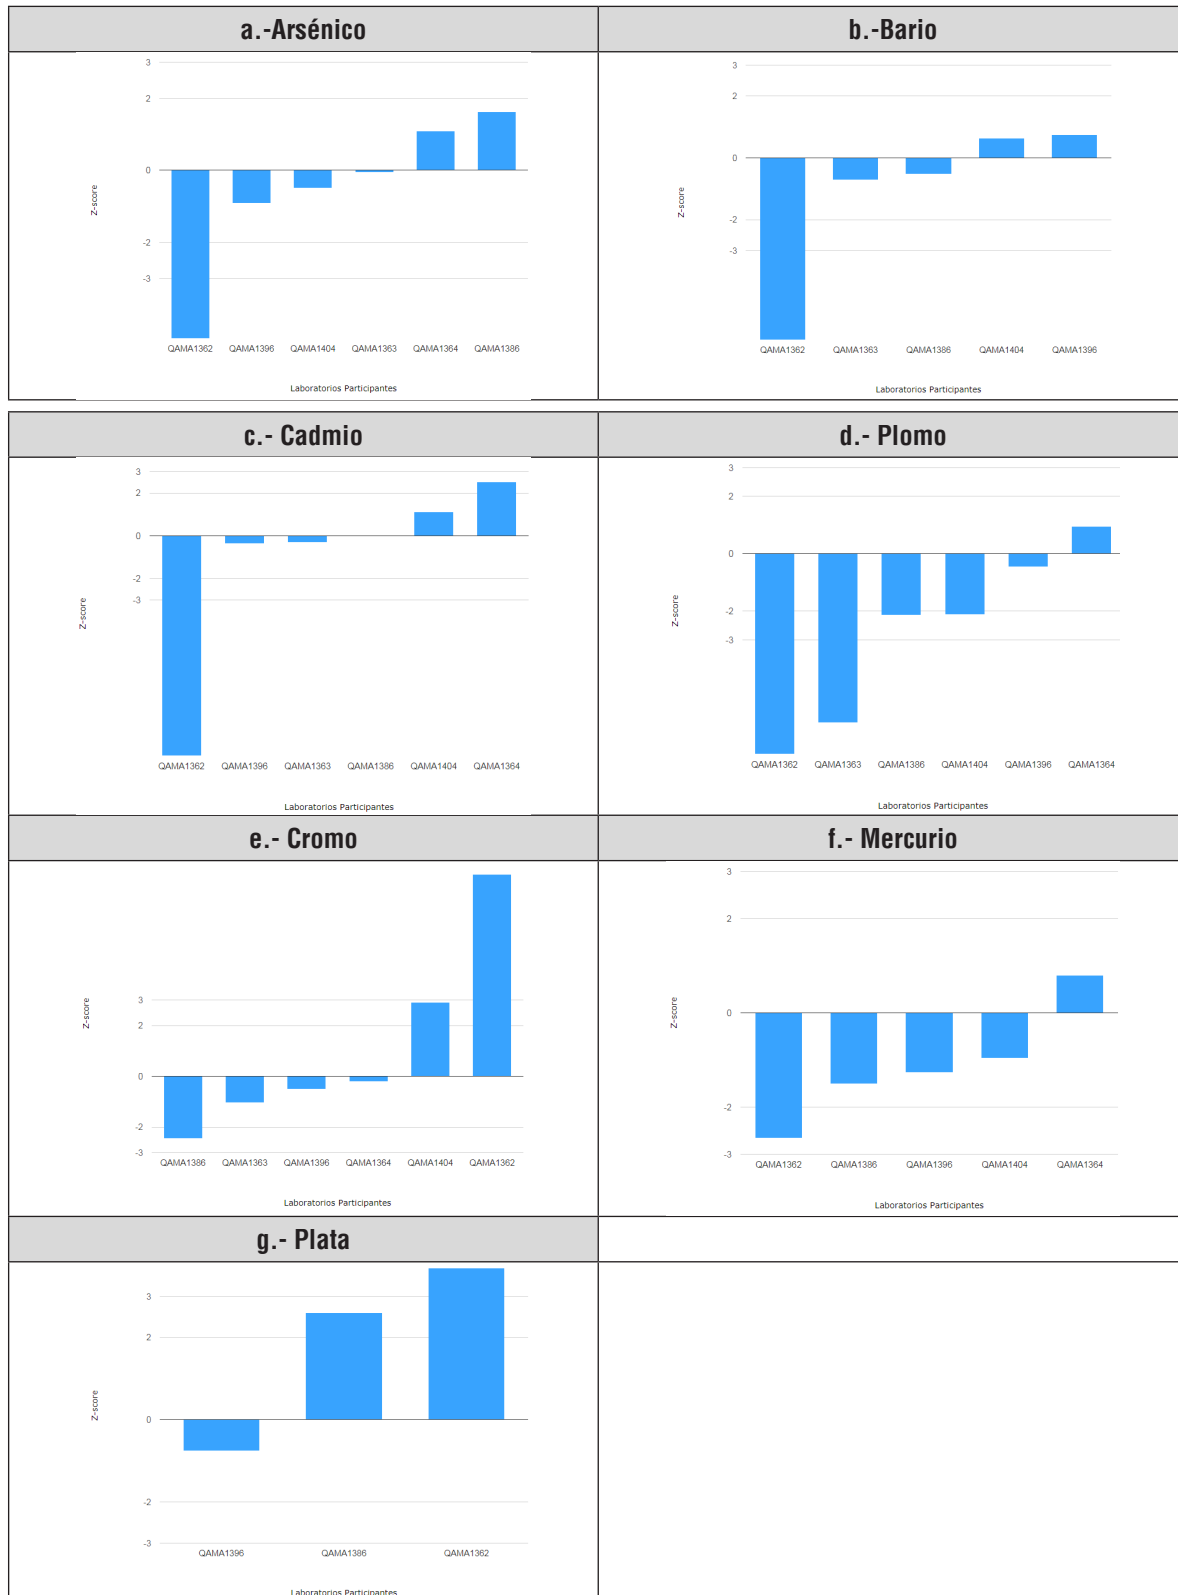 a.-Arsénico
b.-Bario
3
2
0
-2
-3
Z-score
QAMA1362 QAMA1396 QAMA1404 QAMA1363 QAMA1364 QAMA1386
Laboratorios Participantes
3
2
0
-2
-3
Z-score
QAMA1362 QAMA1363 QAMA1386 QAMA1404 QAMA1396
Laboratorios Participantes
c.- Cadmio
d.- Plomo
3
2
0
-2
-3
Z-score
QAMA1362 QAMA1396 QAMA1363 QAMA1386 QAMA1404 QAMA1364
Laboratorios Participantes
3
2
0
-2
-3
Z-score
QAMA1362 QAMA1363 QAMA1386 QAMA1404 QAMA1396 QAMA1364
Laboratorios Participantes
e.- Cromo
f.- Mercurio
3
2
0
-2
-3
Z-score
QAMA1386 QAMA1363 QAMA1396 QAMA1364 QAMA1404 QAMA1362
Laboratorios Participantes
3
2
0
-2
-3
Z-score
QAMA1362 QAMA1386 QAMA1396 QAMA1404 QAMA1364
Laboratorios Participantes
g.- Plata
3
2
0
-2
-3
Z-score
QAMA1396 QAMA1386 QAMA1362
Laboratorios Participantes